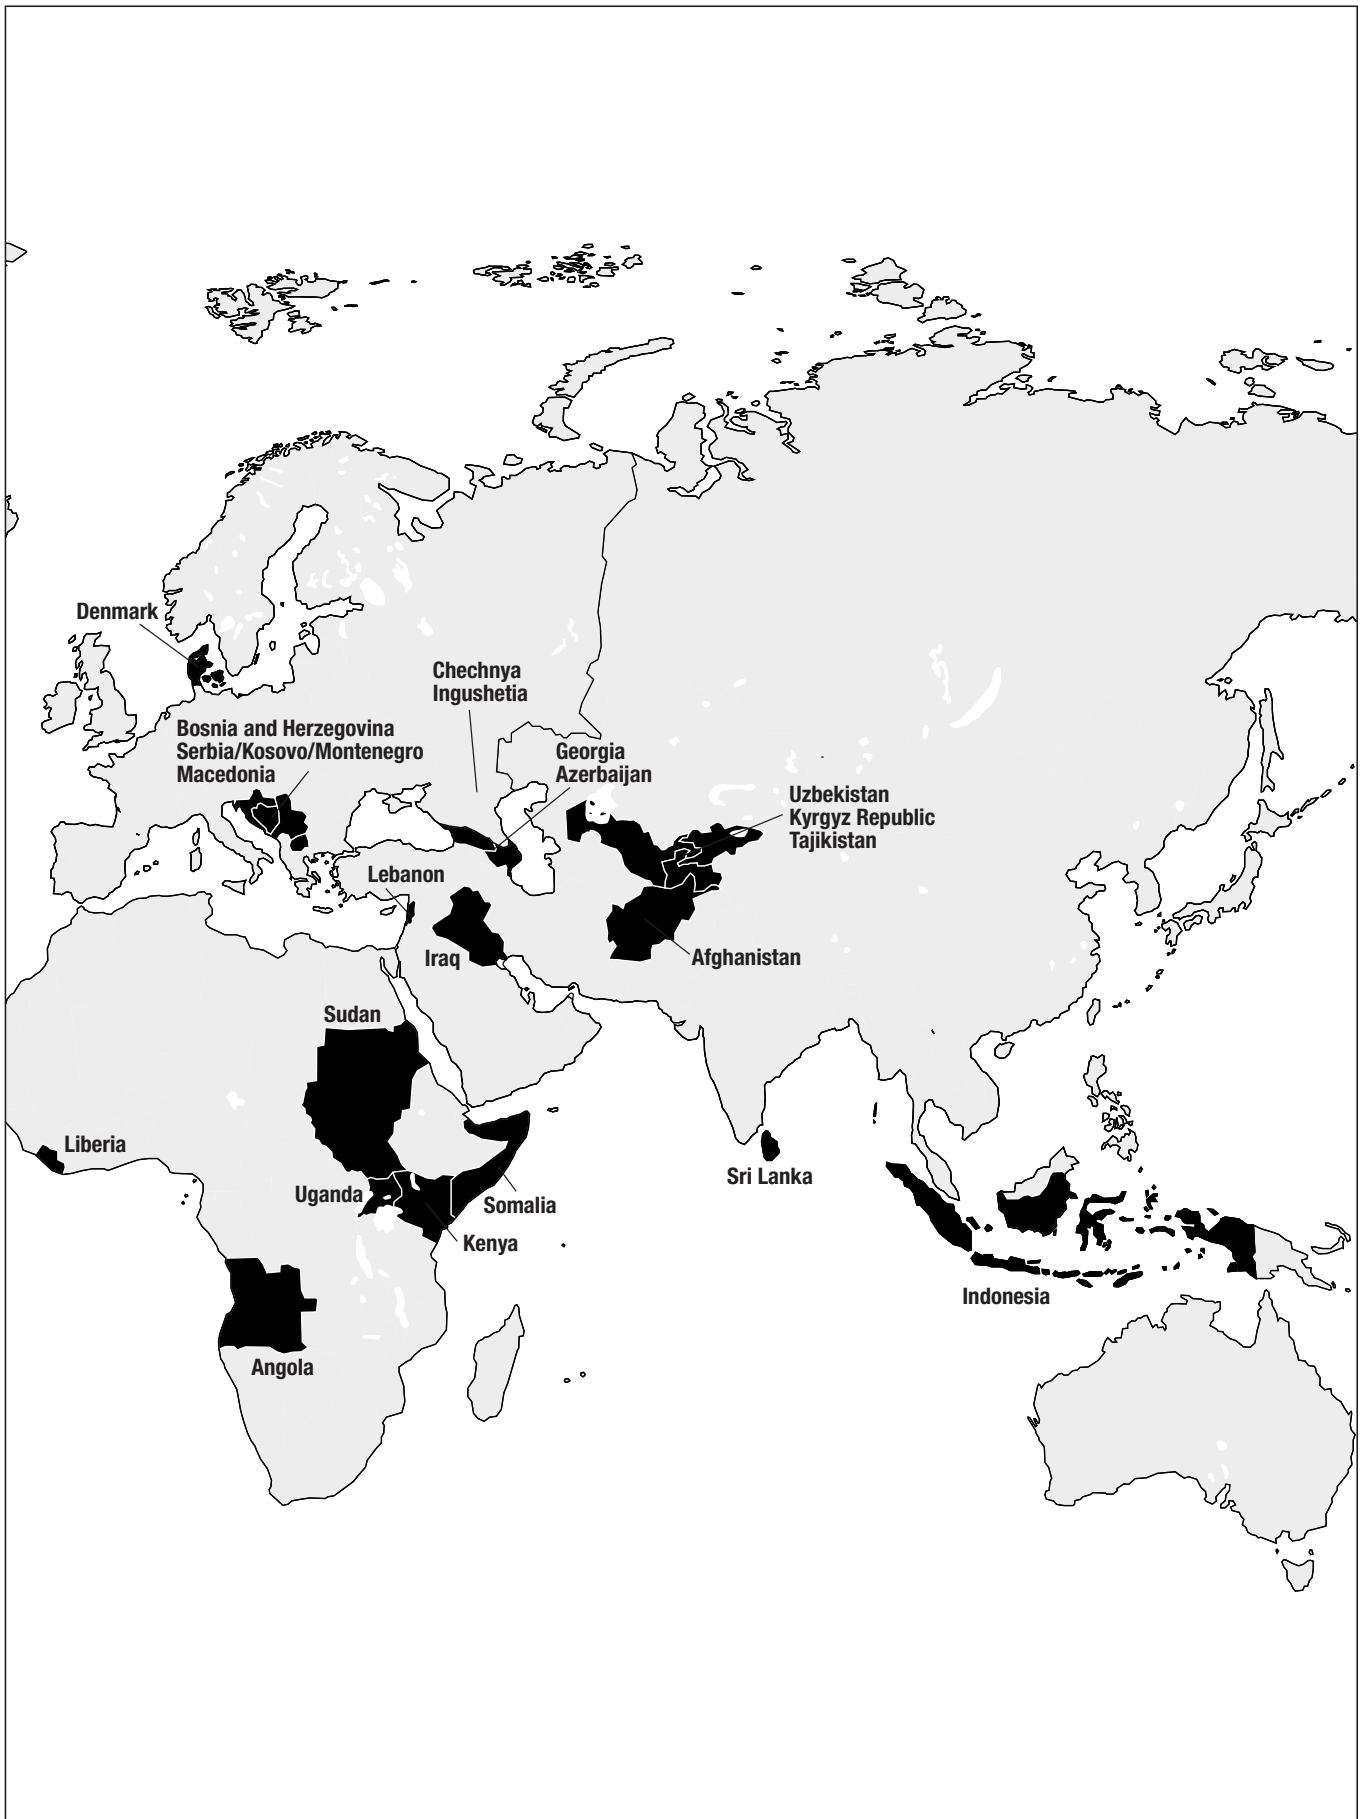 Denmark
Chechnya
Ingushetia
Bosnia and Herzegovina
Serbia/Kosovo/Montenegro
Macedonia
Georgia
Azerbaijan
Uzbekistan
Kyrgyz Republic
Tajikistan
Lebanon
Iraq
Afghanistan
Sudan
Liberia
Sri Lanka
Uganda
Somalia
Kenya
Indonesia
Angola